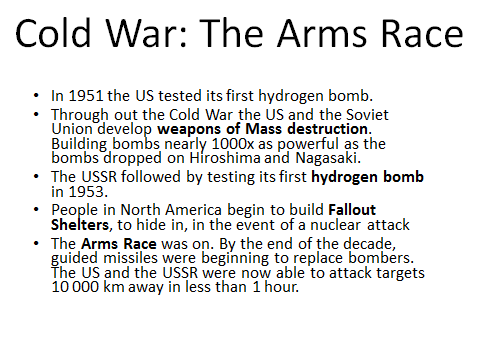 Cold War: The Arms Race
• In 1951 the US tested its first hydrogen bomb.
• Through out the Cold War the US and the Soviet
Union develop weapons of Mass destruction.
Building bombs nearly 1000x as powerful as the
bombs dropped on Hiroshima and Nagasaki.
• The USSR followed by testing its first hydrogen bomb
in 1953.
• People in North America begin to build Fallout
Shelters, to hide in, in the event of a nuclear attack
• The Arms Race was on. By the end of the decade,
guided missiles were beginning to replace bombers.
The US and the USSR were now able to attack targets
10 000 km away in less than 1 hour.